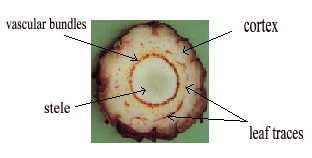 vascular bundles
cortex
stele
leaf traces